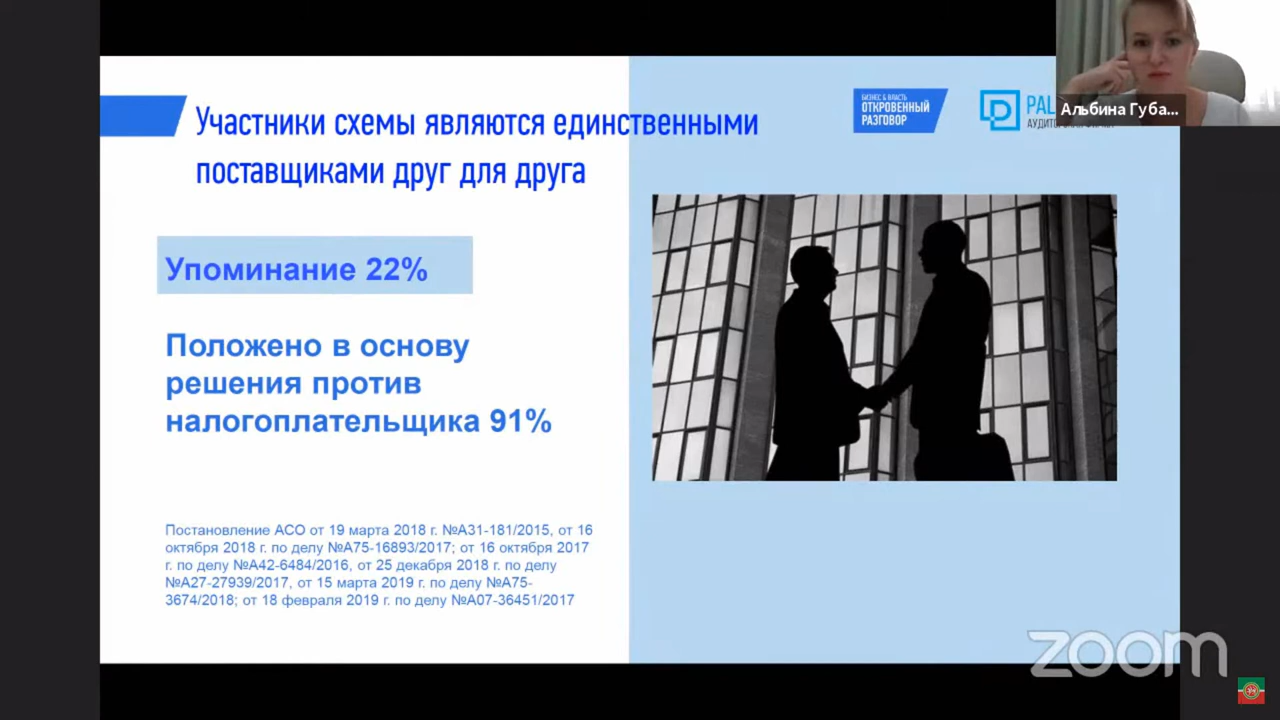 Участники схемы являются единственными
поставщиками друг для друга
БИЗНЕС & ВЛАСТЬ
ОТКРОВЕННЫЙ
РАЗГОВОР
PAL
Альбина Губа...
Упоминание 22%
Положено в основу
решения против
налогоплательщика 91%
Постановление АСО от 19 марта 2018 г. №А31-181/2015, от 16
октября 2018 г. по делу №А75-16893/2017; от 16 октября 2017
г. по делу №А42-6484/2016, от 25 декабря 2018 г. по делу
№А27-27939/2017, от 15 марта 2019 г. по делу №А75-
3674/2018; от 18 февраля 2019 г. по делу №А07-36451/2017
zoom